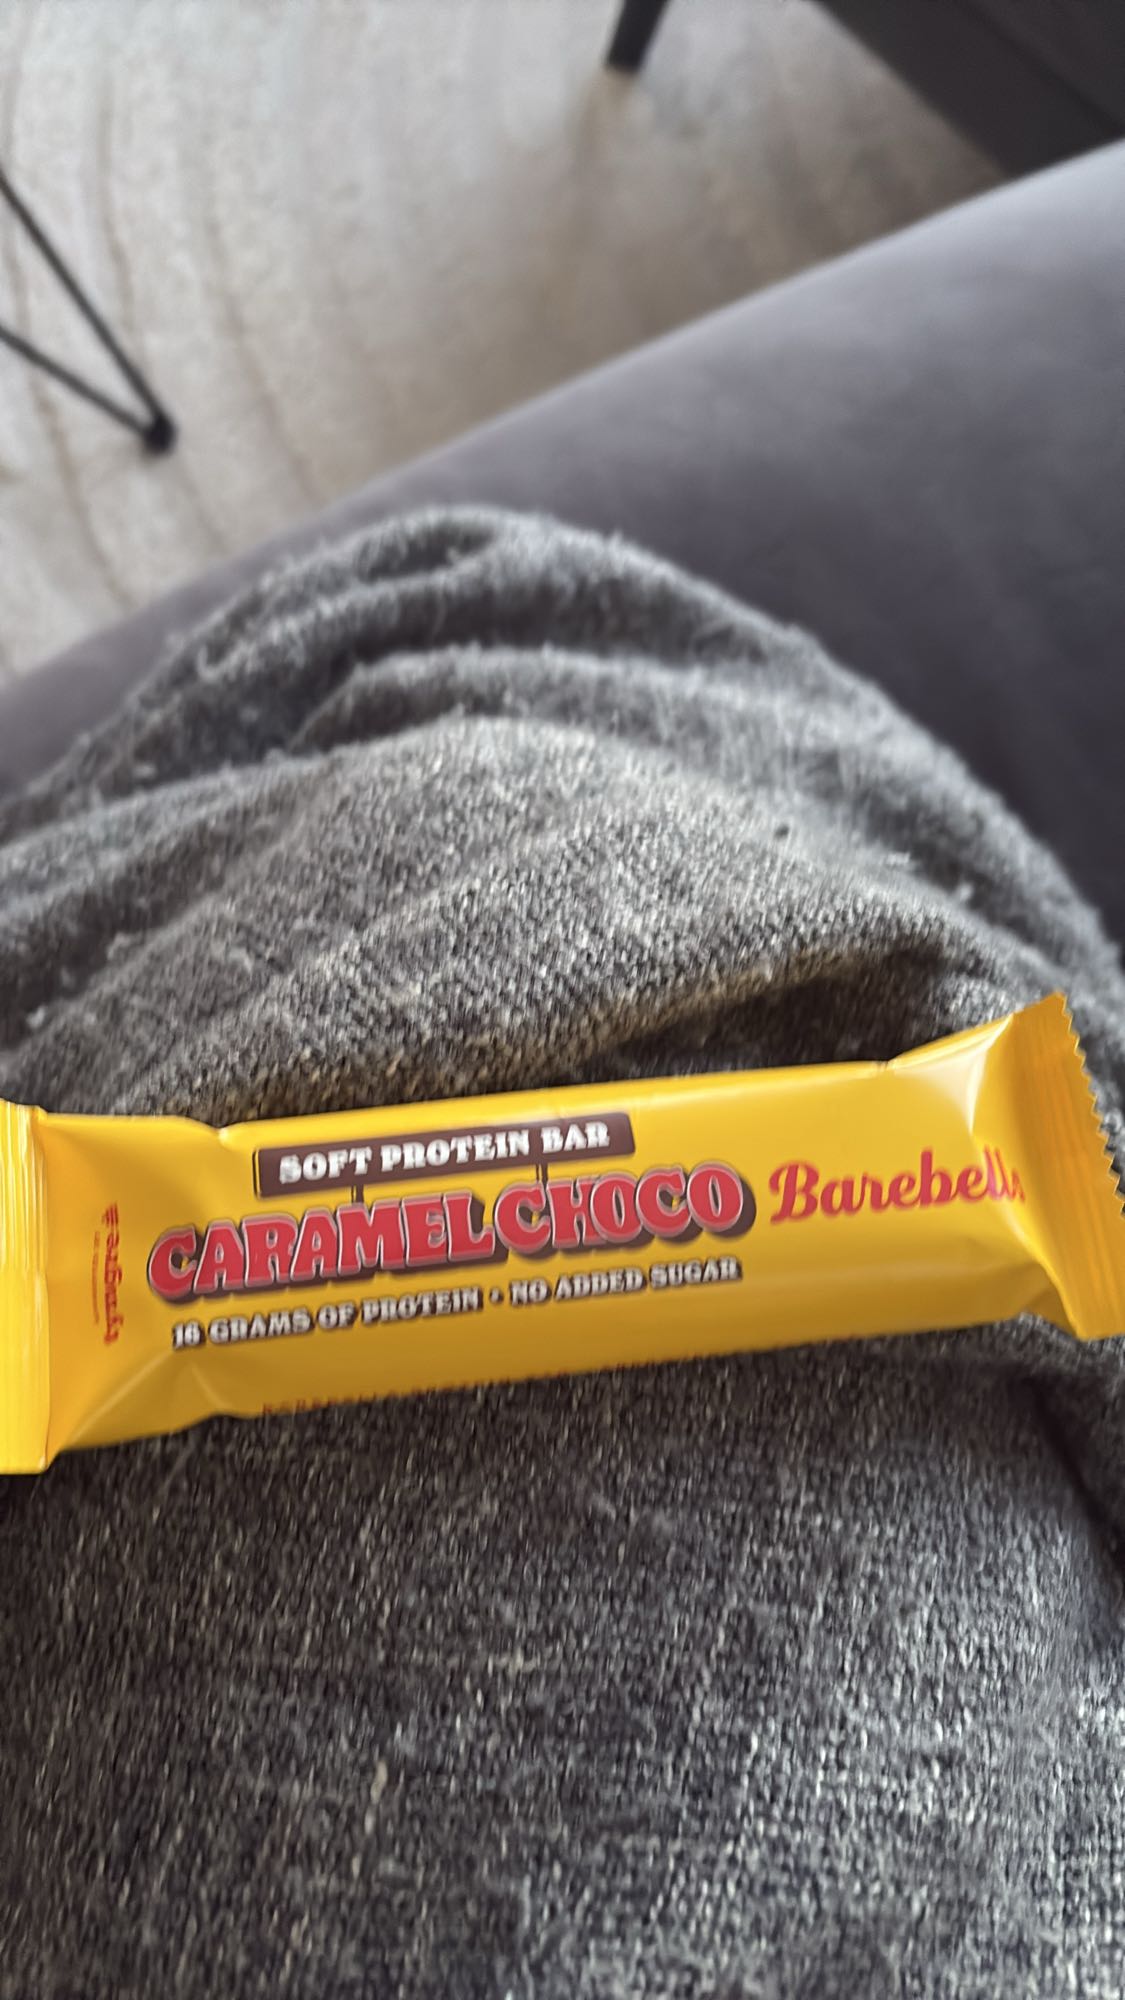 SOFT PROTEIN BAR
CARAMEL CHOCO
16 GRAMS OF PROTEIN • NO ADDED SUGAR
Barebells